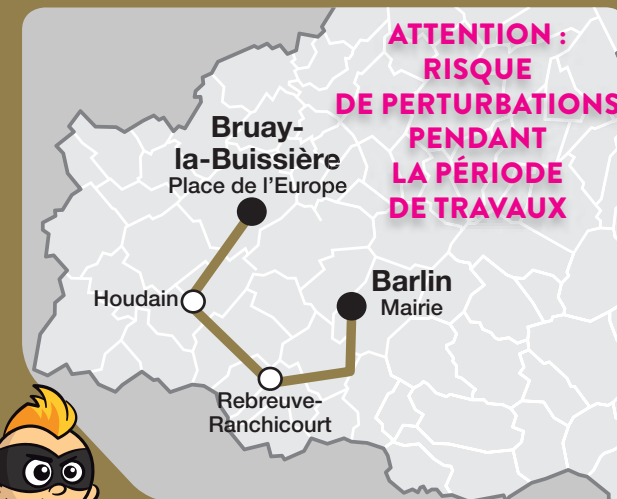 ATTENTION :
RISQUE
DE PERTURBATIONS
PENDANT
LA PÉRIODE
DE TRAVAUX
Bruay-
la-Buissière
Place de l'Europe
Houdain
Barlin
Mairie
Rebreuve-
Ranchicourt